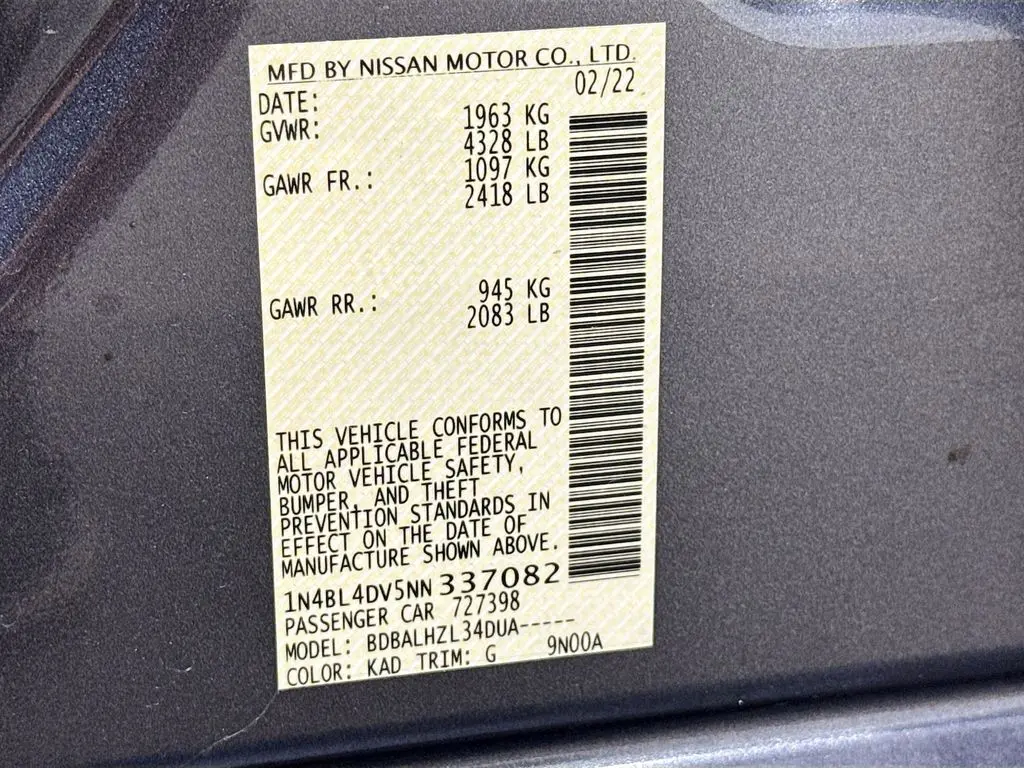 MFD BY NISSAN MOTOR CO., LTD.
DATE: 02/22
GVWR: 1963 KG
4328 LB
GAWR FR.: 1097 KG
2418 LB
GAWR RR.: 945 KG
2083 LB
THIS VEHICLE CONFORMS TO
ALL APPLICABLE FEDERAL
MOTOR VEHICLE SAFETY,
BUMPER, AND THEFT
PREVENTION STANDARDS IN
EFFECT ON THE DATE OF
MANUFACTURE SHOWN ABOVE.
1N4BL4DV5NN337082
PASSENGER CAR 727398
MODEL: BDBALHZL34DUA-----
COLOR: KAD TRIM: G 9N00A